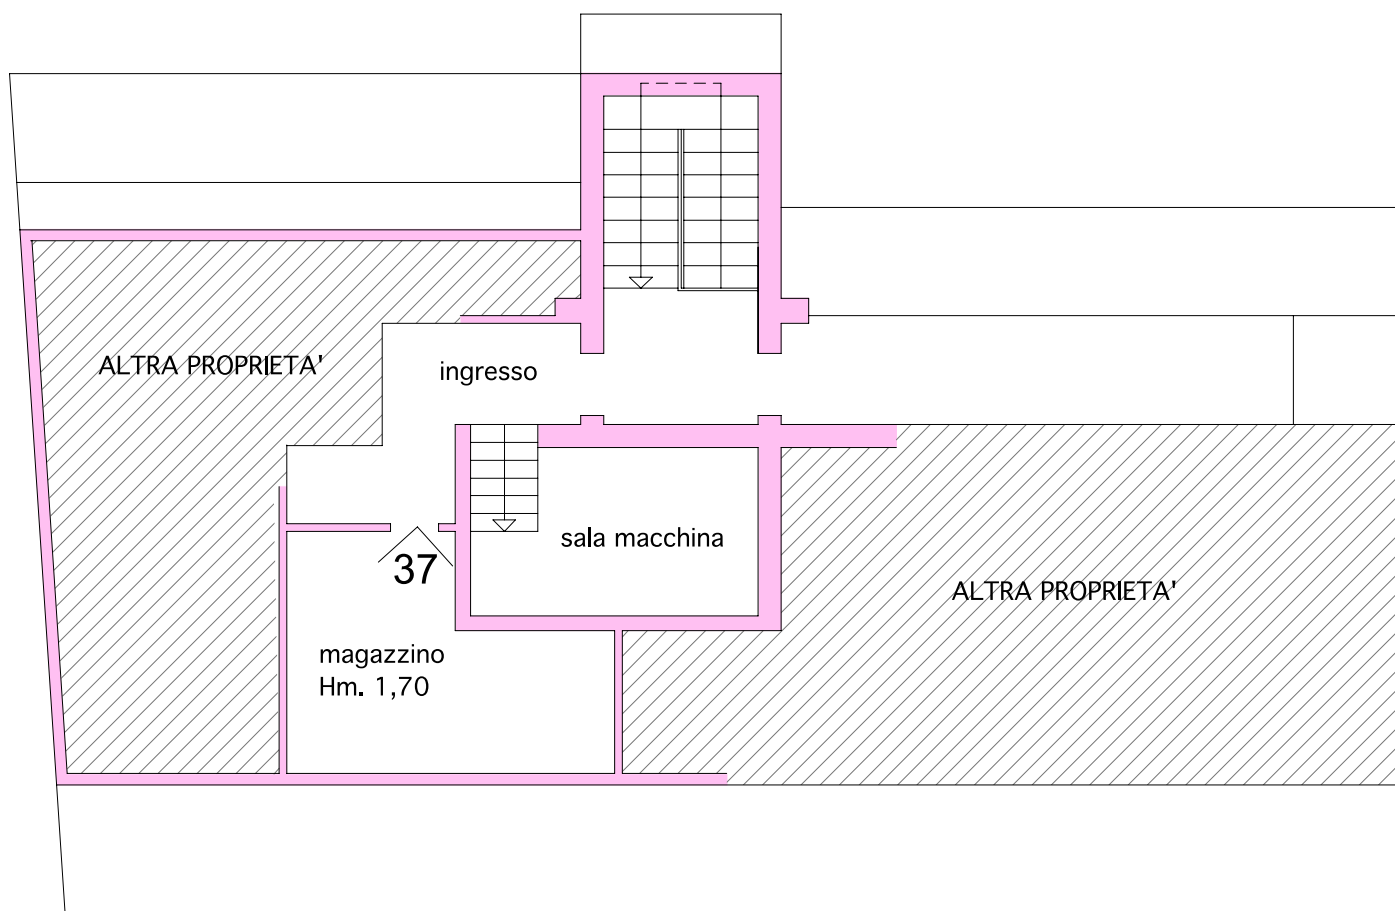 ALTRA PROPRIETA'
ingresso
sala macchina
37
ALTRA PROPRIETA'
magazzino
Hm. 1,70